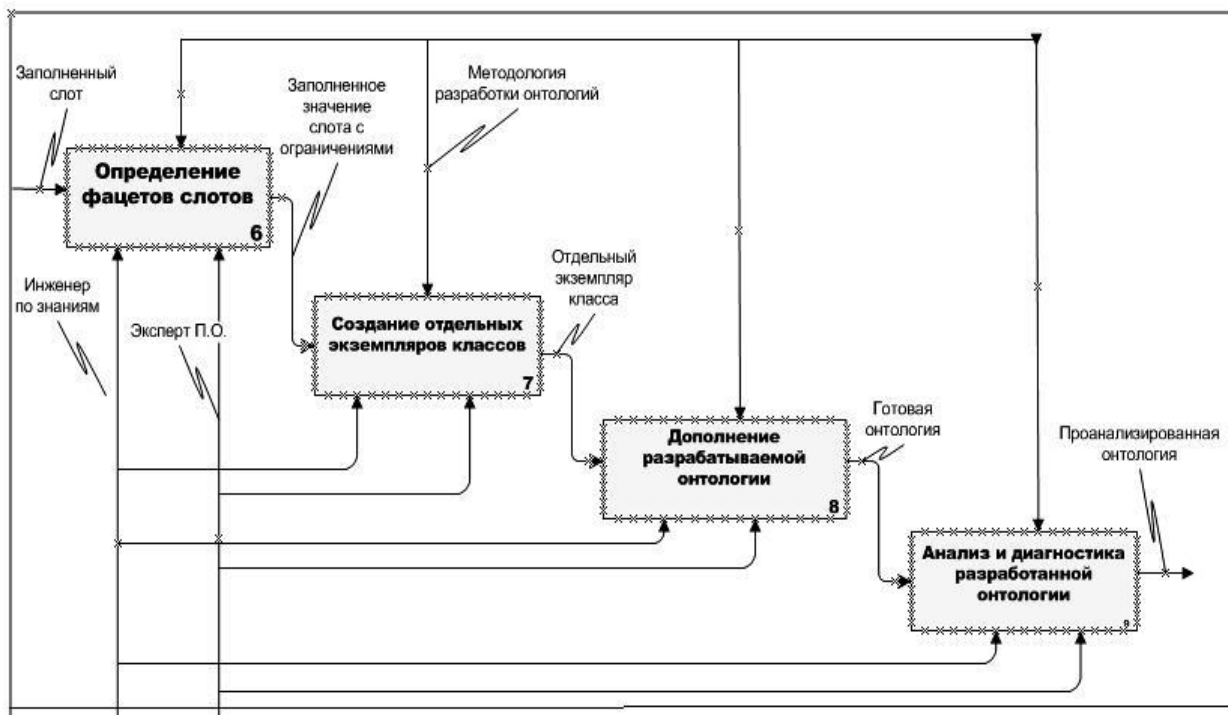 Заполненный
слот
Заполненное
значение
слота с
ограничениями
Методология
разработки онтологий
Определение
фацетов слотов
6
Инженер
по знаниям
Эксперт П.О.
Создание отдельных
экземпляров классов
7
Отдельный
экземпляр
класса
Дополнение
разрабатываемой
онтологии
8
Готовая
онтология
Проанализированная
онтология
Анализ и диагностика
разработанной
онтологии
9